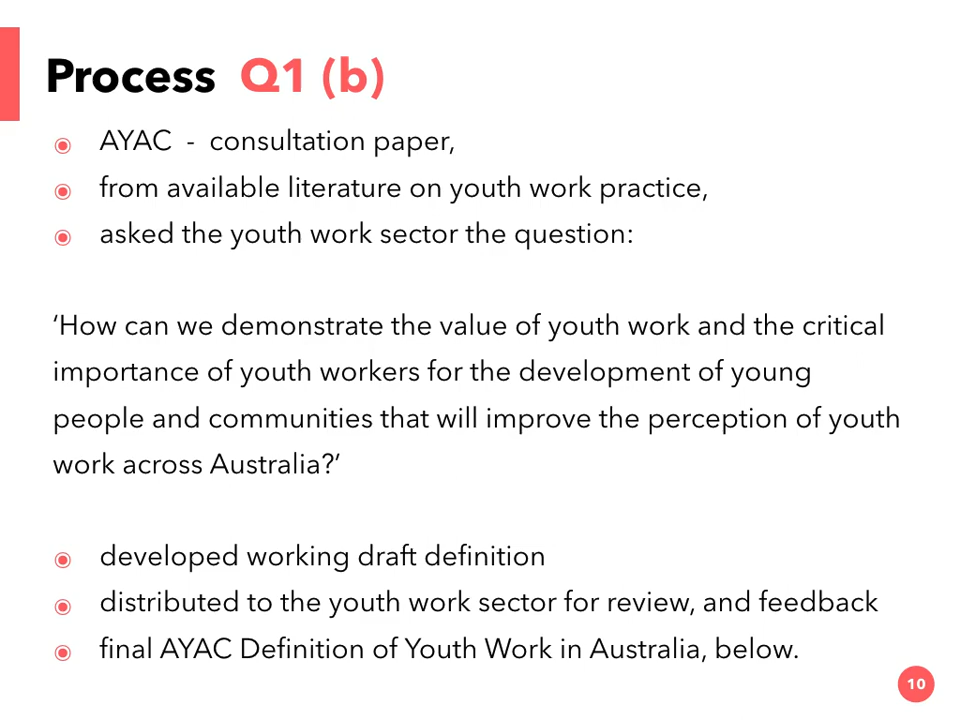 Process Q1 (b)
AYAC - consultation paper,
from available literature on youth work practice,
asked the youth work sector the question:
‘How can we demonstrate the value of youth work and the critical
importance of youth workers for the development of young
people and communities that will improve the perception of youth
work across Australia?’
developed working draft definition
distributed to the youth work sector for review, and feedback
final AYAC Definition of Youth Work in Australia, below.
10